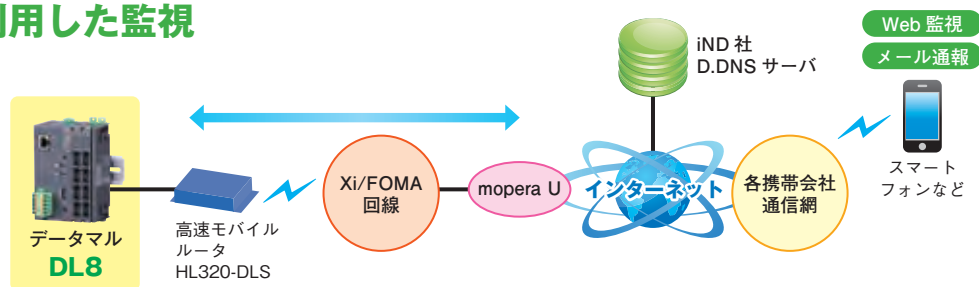 利用した監視
Web 監視
メール通報
iND 社
D.DNS サーバ
Xi/FOMA
回線
mopera U
インターネット
各携帯会社
通信網
スマート
フォンなど
高速モバイル
ルータ
HL320-DLS
データマル
DL8